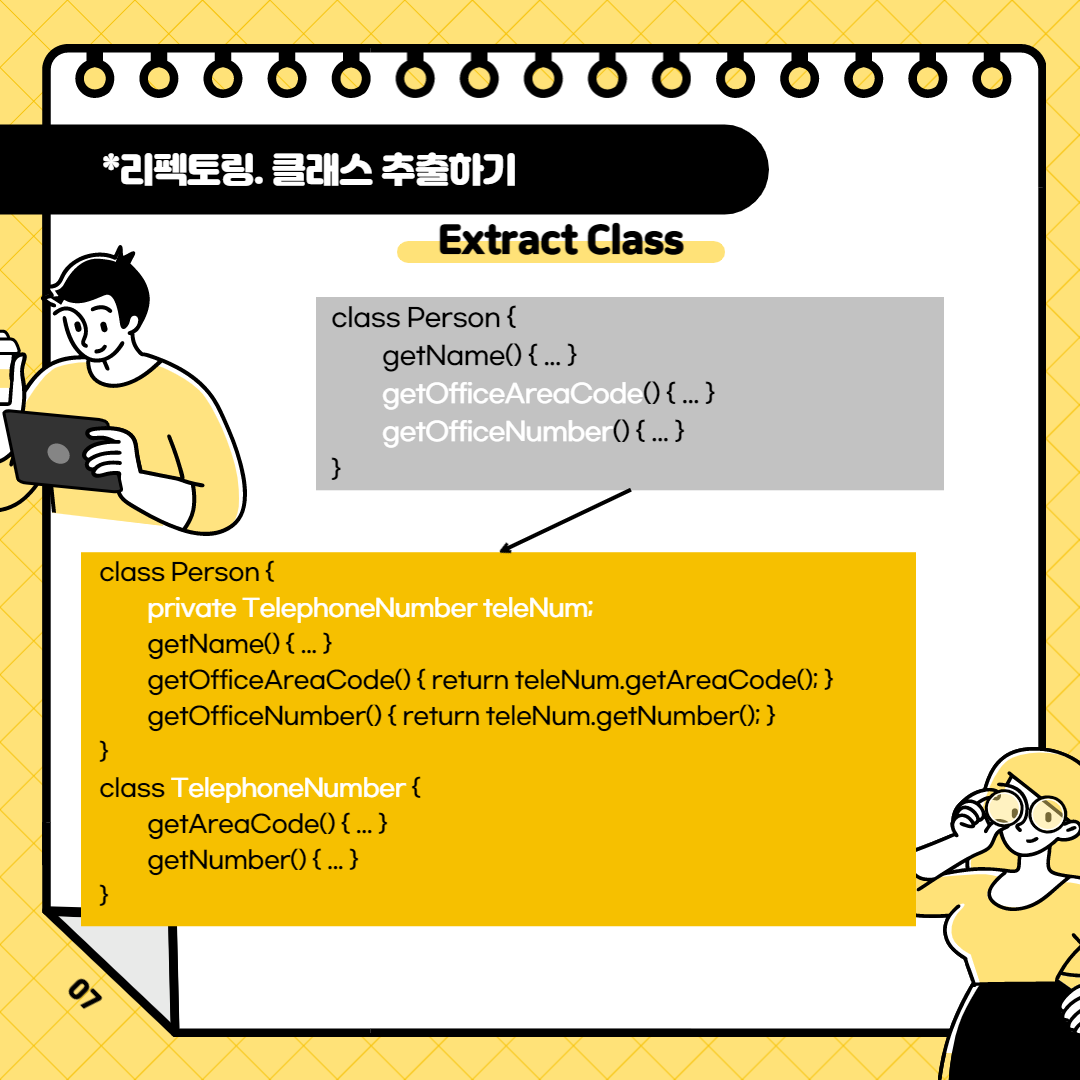 *리펙토링. 클래스 추출하기
Extract Class
class Person {
getName() { ... }
getOfficeAreaCode() { ... }
getOfficeNumber() { ... }
}
class Person {
private TelephoneNumber teleNum;
getName() { ... }
getOfficeAreaCode() { return teleNum.getAreaCode(); }
getOfficeNumber() { return teleNum.getNumber(); }
}
class TelephoneNumber {
getAreaCode() { ... }
getNumber() { ... }
}
07